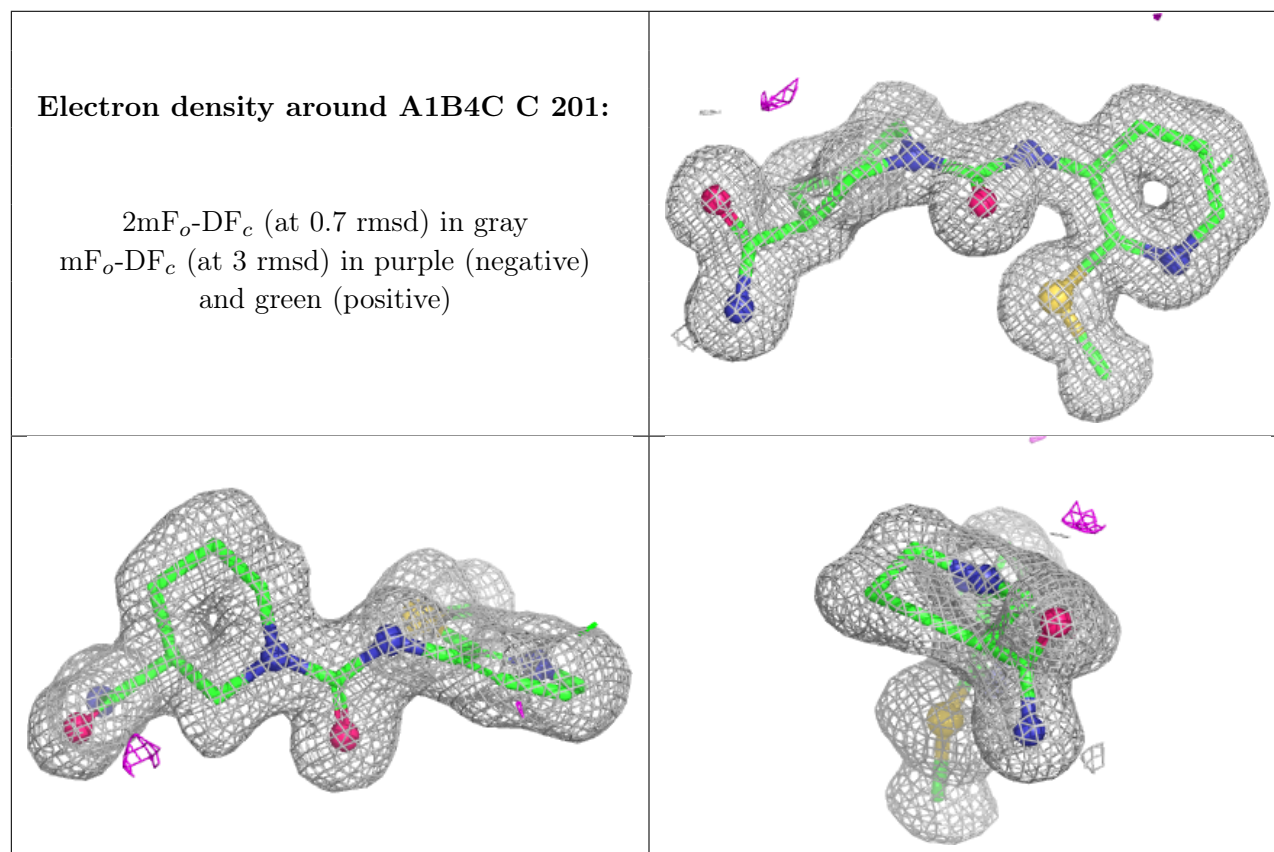 Electron density around A1B4C C 201:
2mFo-DFc (at 0.7 rmsd) in gray
mFo-DFc (at 3 rmsd) in purple (negative)
and green (positive)